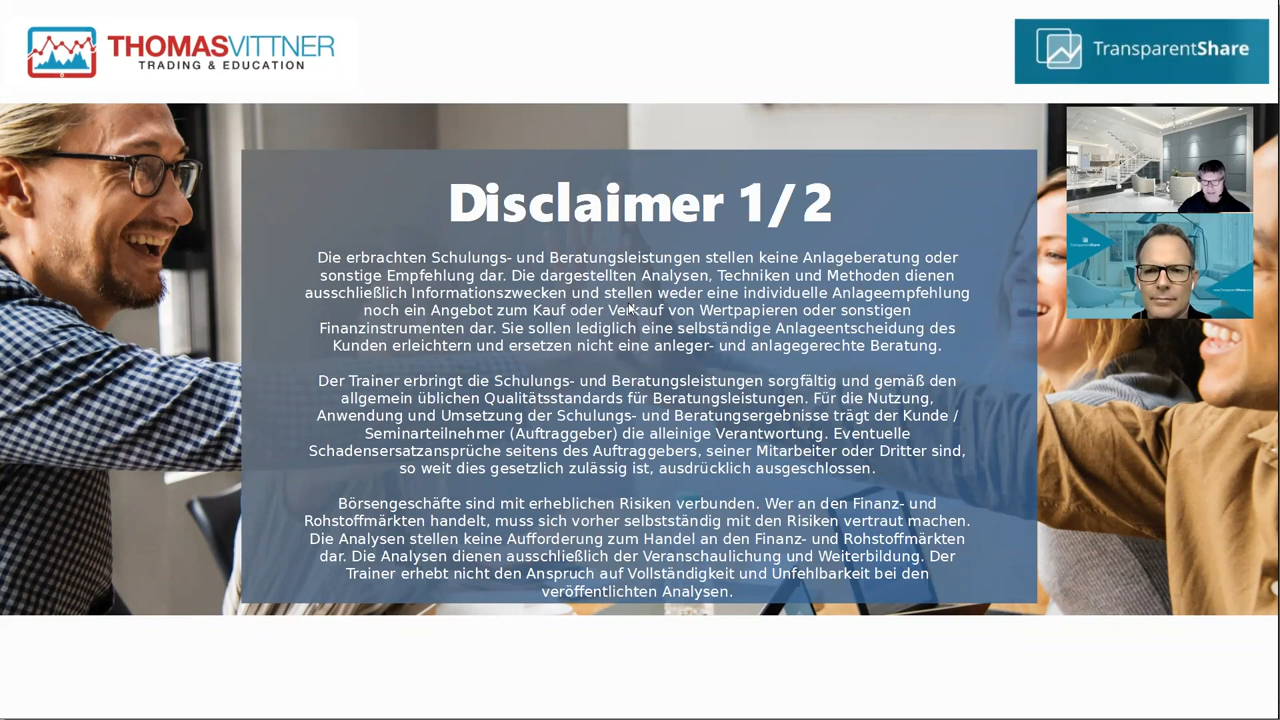 THOMASVITTNER
TRADING & EDUCATION
TransparentShare
Disclaimer 1/2
Die erbrachten Schulungs- und Beratungsleistungen stellen keine Anlageberatung oder
sonstige Empfehlung dar. Die dargestellten Analysen, Techniken und Methoden dienen
ausschließlich Informationszwecken und stellen weder eine individuelle Anlageempfehlung
noch ein Angebot zum Kauf oder Verkauf von Wertpapieren oder sonstigen
Finanzinstrumenten dar. Sie sollen lediglich eine selbständige Anlageentscheidung des
Kunden erleichtern und ersetzen nicht eine anleger- und anlagegerechte Beratung.
Der Trainer erbringt die Schulungs- und Beratungsleistungen sorgfältig und gemäß den
allgemein üblichen Qualitätsstandards für Beratungsleistungen. Für die Nutzung,
Anwendung und Umsetzung der Schulungs- und Beratungsergebnisse trägt der Kunde /
Seminarteilnehmer (Auftraggeber) die alleinige Verantwortung. Eventuelle
Schadensersatzansprüche seitens des Auftraggebers, seiner Mitarbeiter oder Dritter sind,
so weit dies gesetzlich zulässig ist, ausdrücklich ausgeschlossen.
Börsengeschäfte sind mit erheblichen Risiken verbunden. Wer an den Finanz- und
Rohstoffmärkten handelt, muss sich vorher selbstständig mit den Risiken vertraut machen.
Die Analysen stellen keine Aufforderung zum Handel an den Finanz- und Rohstoffmärkten
dar. Die Analysen dienen ausschließlich der Veranschaulichung und Weiterbildung. Der
Trainer erhebt nicht den Anspruch auf Vollständigkeit und Unfehlbarkeit bei den
veröffentlichten Analysen.
TransparentShare